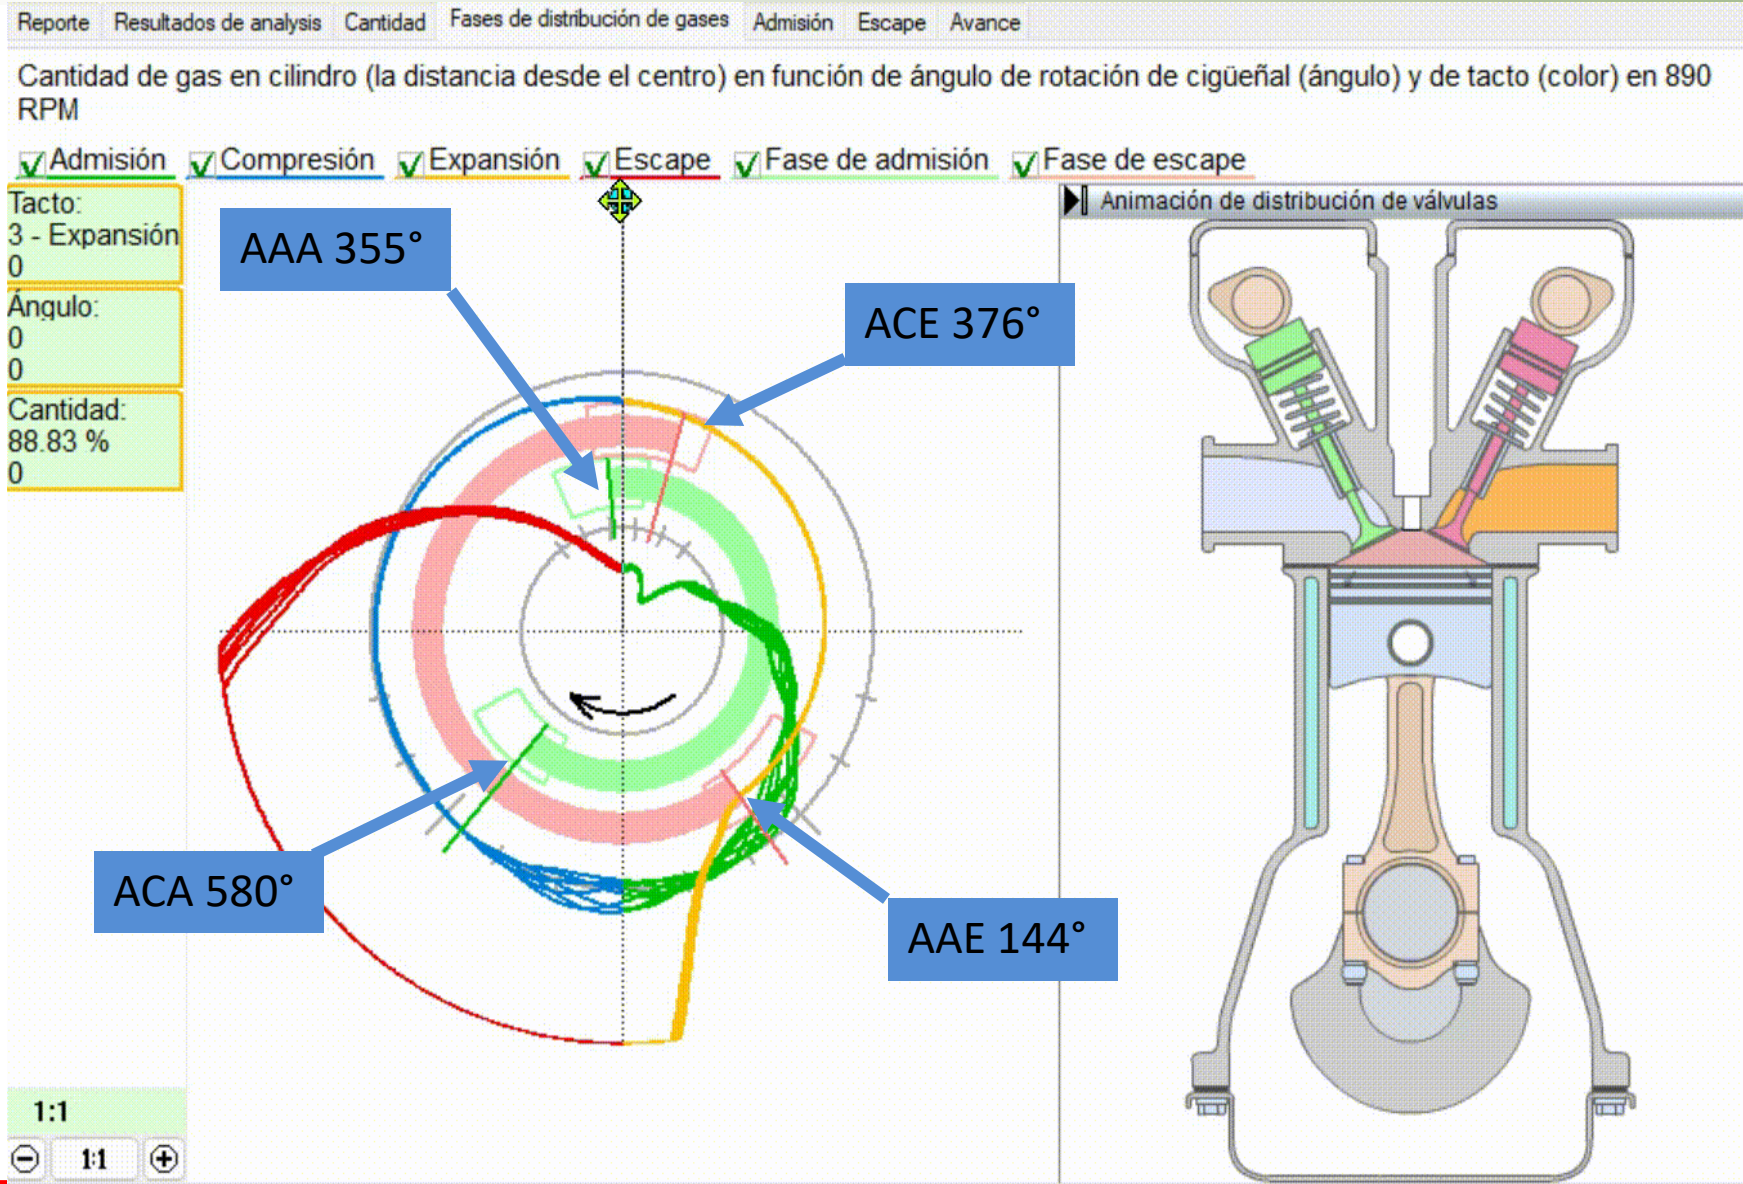 Reporte Resultados de analysis Cantidad Fases de distribución de gases Admisión Escape Avance
Cantidad de gas en cilindro (la distancia desde el centro) en función de ángulo de rotación de cigüeñal (ángulo) y de tacto (color) en 890
RPM
Admisión Compresión Expansión Escape Fase de admisión Fase de escape
Tacto:
3 - Expansión
0
Ángulo:
0
0
Cantidad:
88.83 %
0
AAA 355°
ACE 376°
ACA 580°
AAE 144°
Animación de distribución de válvulas
1:1
1:1